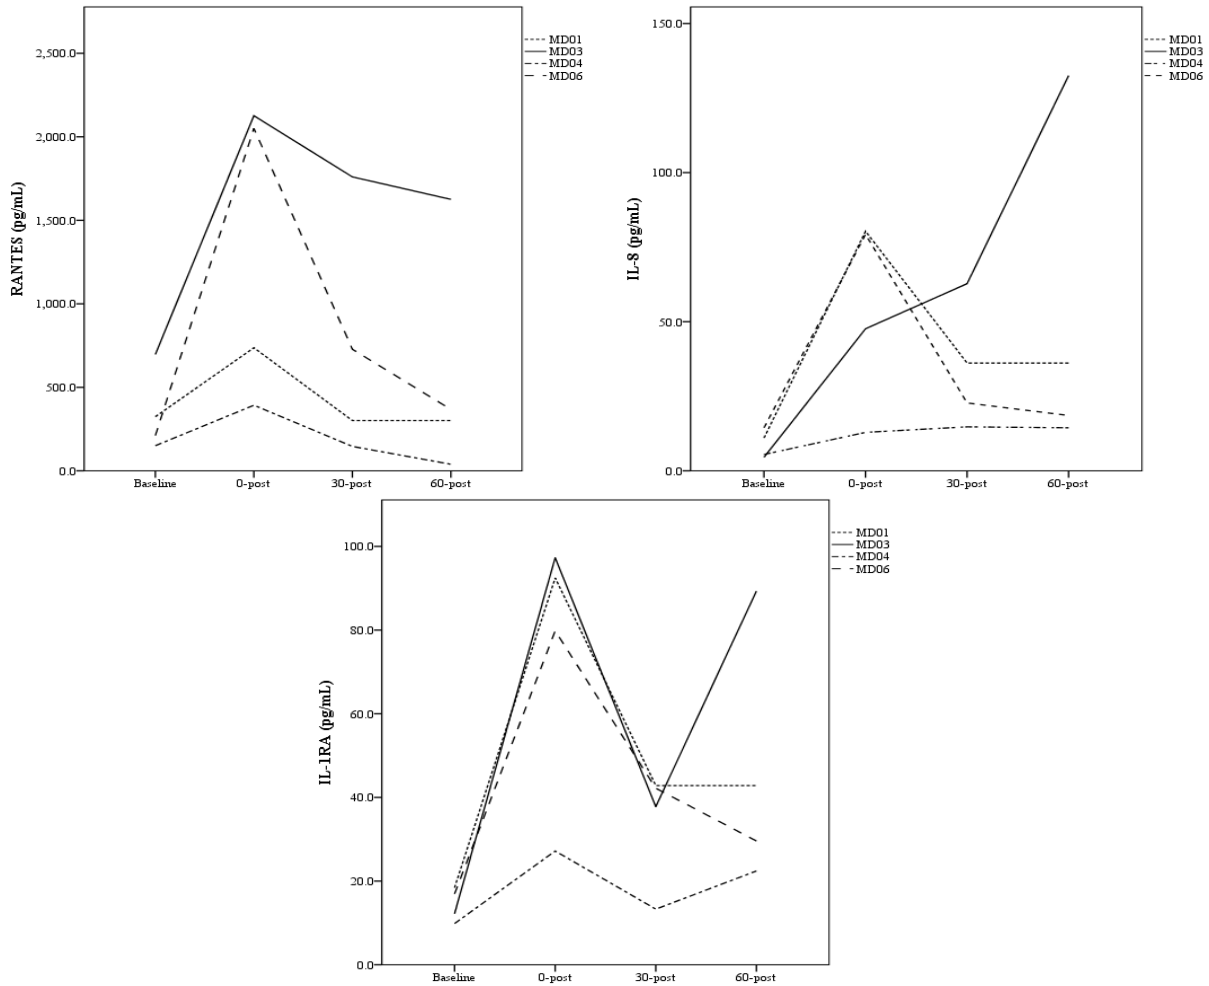 RANTES (pg/mL)
2,500.0
2,000.0
1,500.0
1,000.0
500.0
0.0
Baseline 0-post 30-post 60-post
MD01
MD03
MD04
MD06
IL-8 (pg/mL)
150.0
100.0
50.0
0.0
Baseline 0-post 30-post 60-post
MD01
MD03
MD04
MD06
IL-1RA (pg/mL)
100.0
80.0
60.0
40.0
20.0
0.0
Baseline 0-post 30-post 60-post
MD01
MD03
MD04
MD06